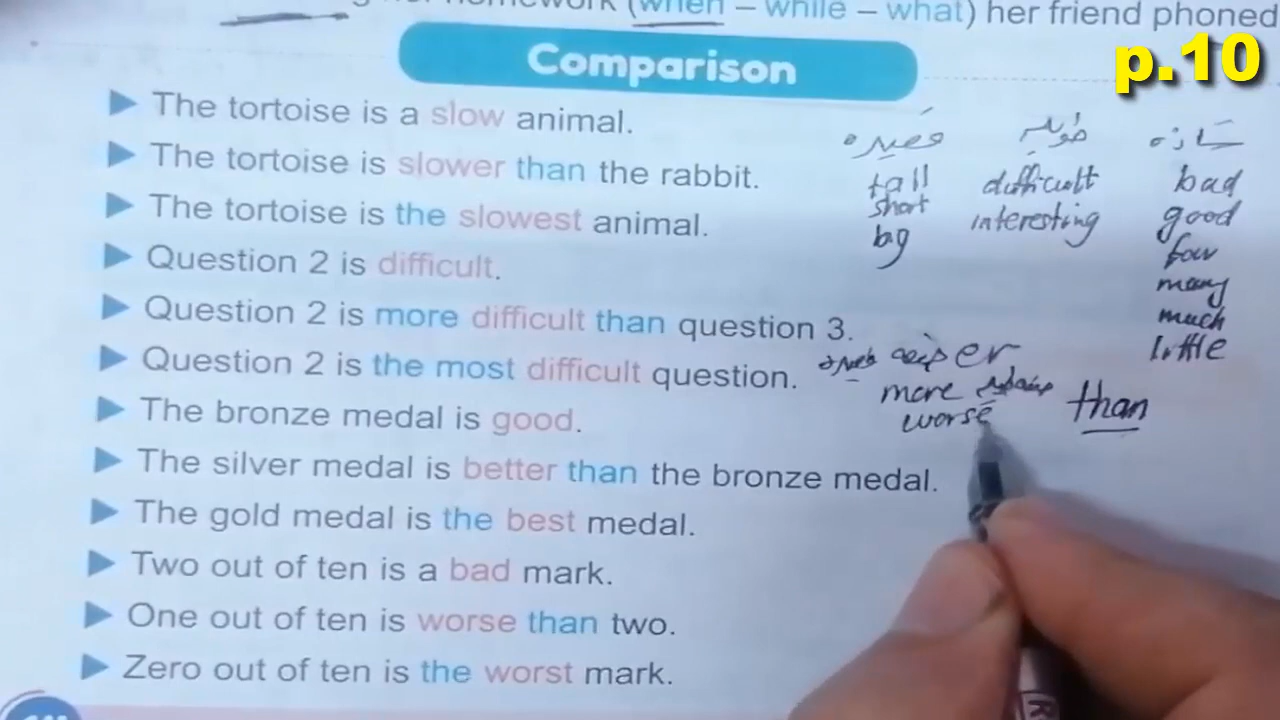 her homework (when – while – what) her friend phoned
p.10
Comparison
The tortoise is a slow animal.
The tortoise is slower than the rabbit.
The tortoise is the slowest animal.
Question 2 is difficult.
Question 2 is more difficult than question 3.
Question 2 is the most difficult question.
The bronze medal is good.
The silver medal is better than the bronze medal.
The gold medal is the best medal.
Two out of ten is a bad mark.
One out of ten is worse than two.
Zero out of ten is the worst mark.
قصيره
tall
short
big
طويله
difficult
interesting
شاذه
bad
good
few
many
much
little
er
more
worse
than